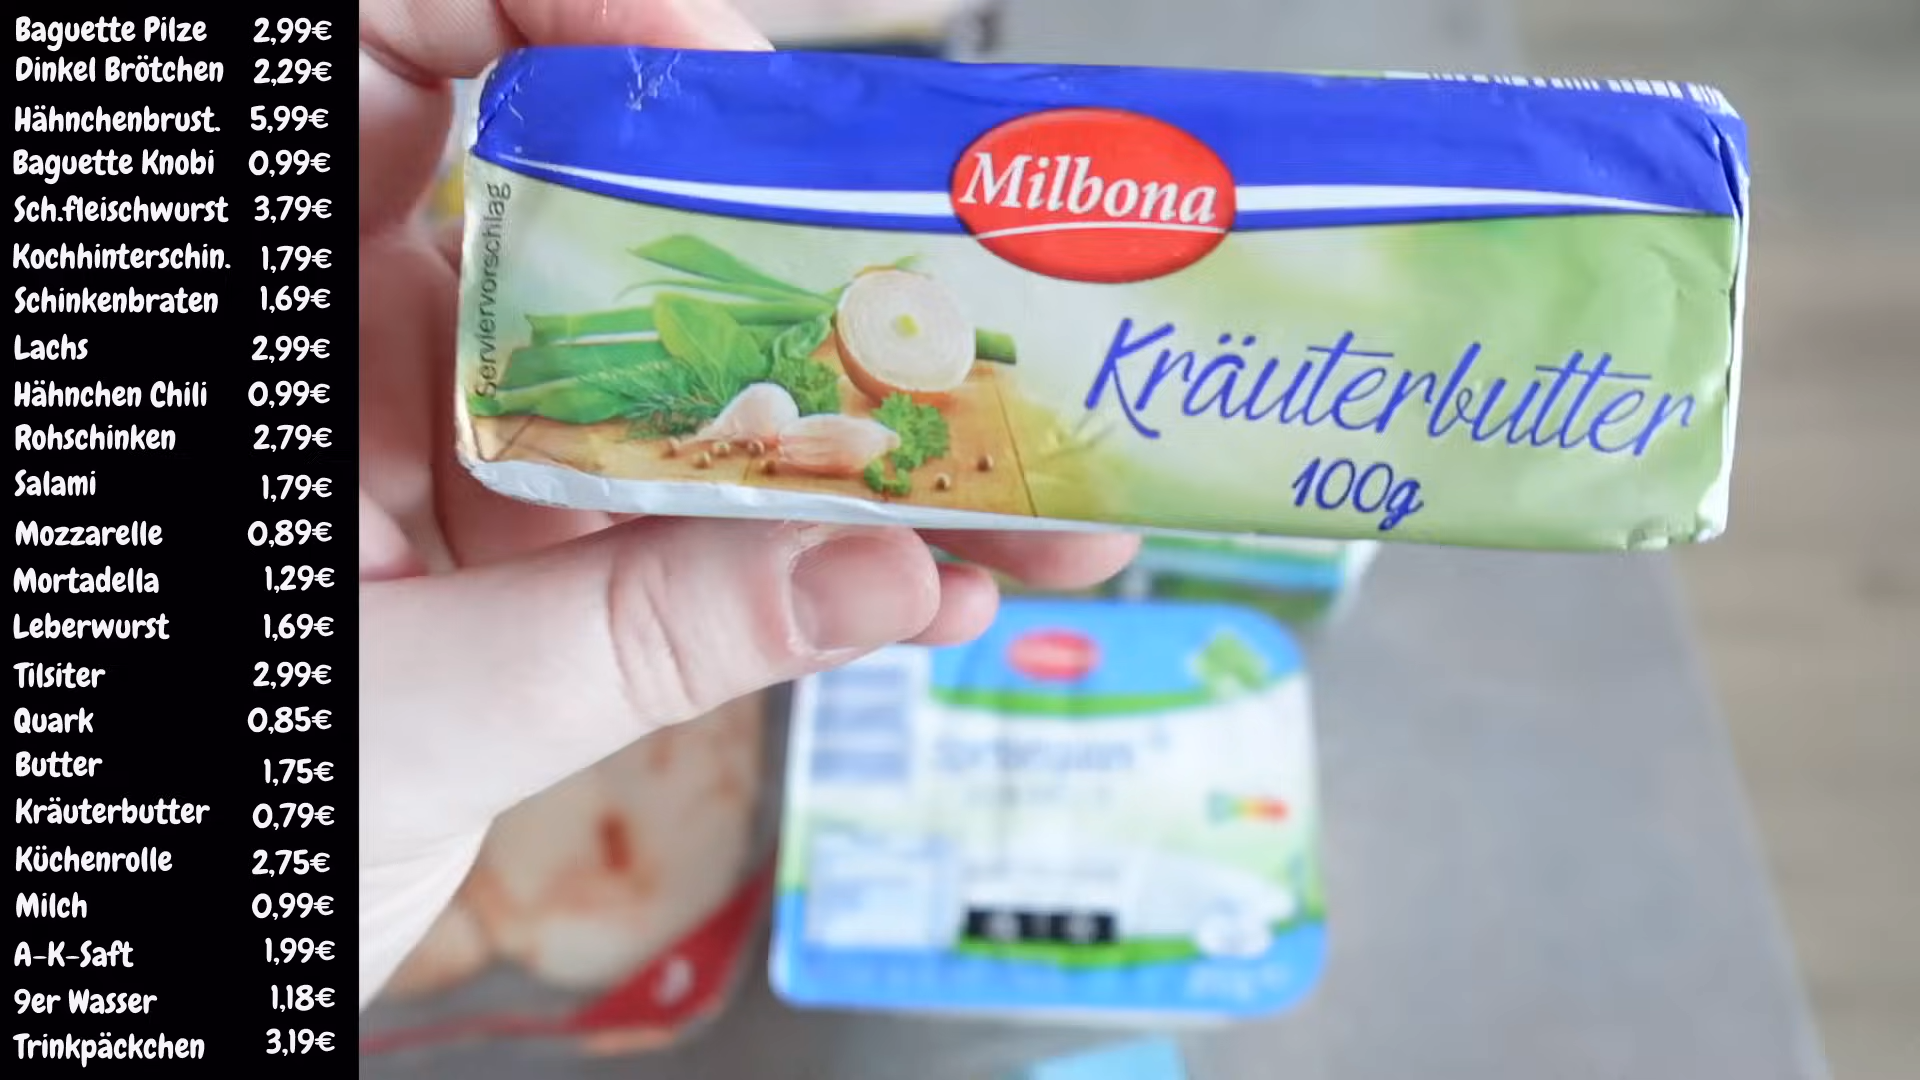 Baguette Pilze 2,99€
Dinkel Brötchen 2,29€
Hähnchenbrust. 5,99€
Baguette Knobi 0,99€
Sch.fleischwurst 3,79€
Kochhinterschin. 1,79€
Schinkenbraten 1,69€
Lachs 2,99€
Hähnchen Chili 0,99€
Rohschinken 2,79€
Salami 1,79€
Mozzarelle 0,89€
Mortadella 1,29€
Leberwurst 1,69€
Tilsiter 2,99€
Quark 0,85€
Butter 1,75€
Kräuterbutter 0,79€
Küchenrolle 2,75€
Milch 0,99€
A-K-Saft 1,99€
9er Wasser 1,18€
Trinkpäckchen 3,19€
Milbona
Serviervorschlag
Kräuterbutter
100g